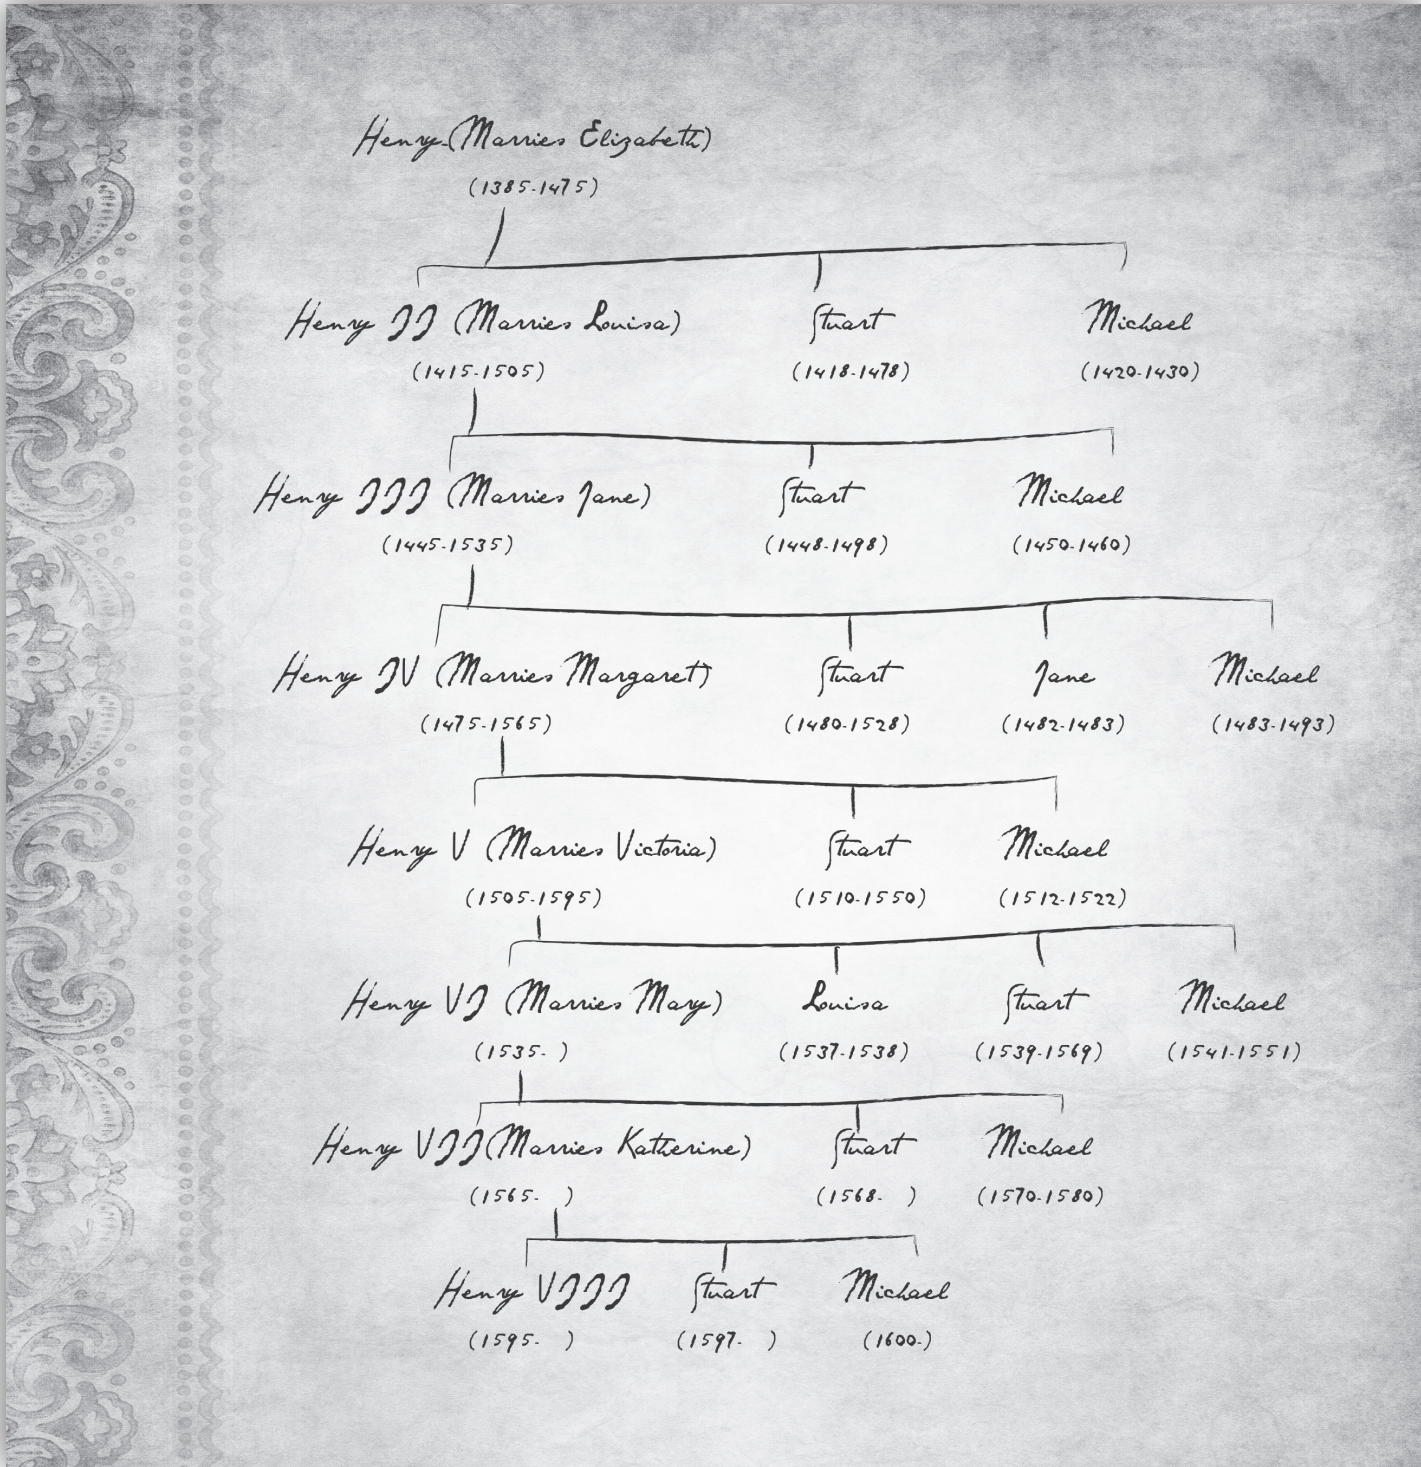 Henry (Marries Elizabeth)
(1385-1475)
Henry II (Marries Louisa) Stuart Michael
(1415-1505) (1418-1478) (1420-1430)
Henry III (Marries Jane) Stuart Michael
(1445-1535) (1448-1498) (1450-1460)
Henry IV (Marries Margaret) Stuart Jane Michael
(1475-1565) (1480-1528) (1482-1483) (1483-1493)
Henry V (Marries Victoria) Stuart Michael
(1505-1595) (1510-1550) (1512-1522)
Henry VI (Marries Mary) Louisa Stuart Michael
(1535- ) (1537-1538) (1539-1569) (1541-1551)
Henry VII (Marries Katherine) Stuart Michael
(1565- ) (1568- ) (1570-1580)
Henry VIII Stuart Michael
(1595- ) (1597- ) (1600-)